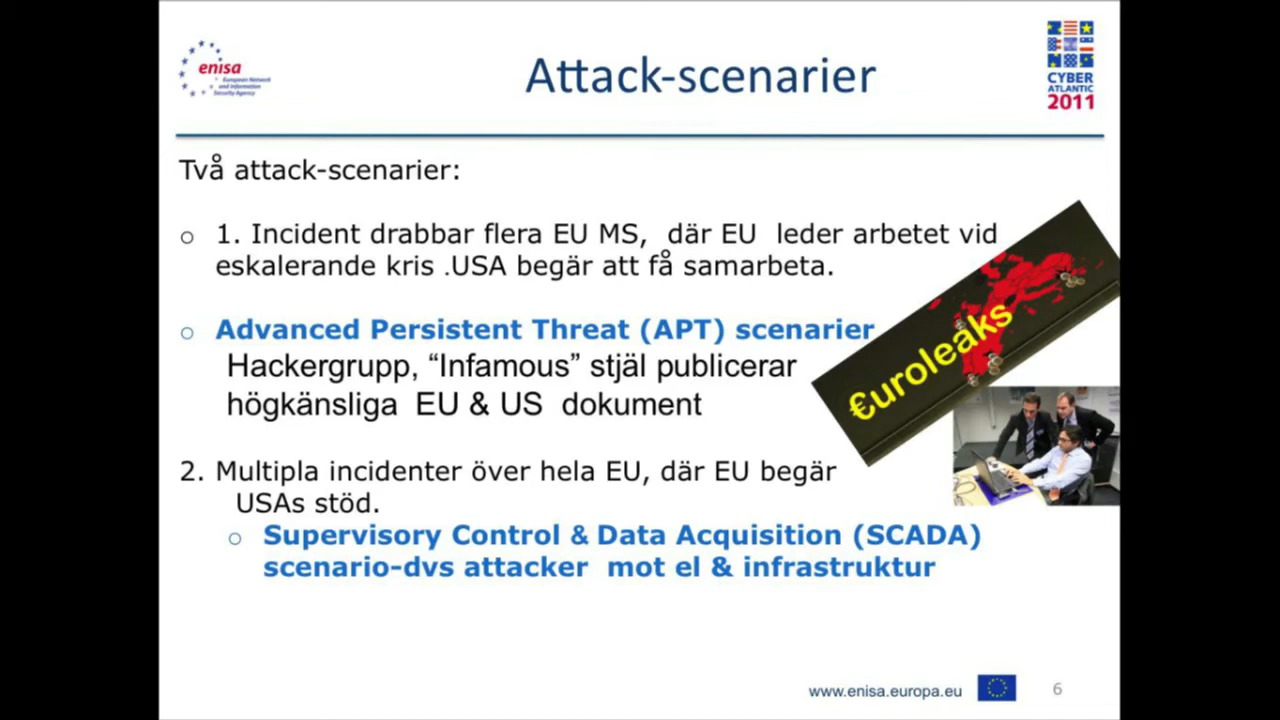 enisa
European Network
and Information
Security Agency
Attack-scenarier
CYBER
ATLANTIC
2011
Två attack-scenarier:
o 1. Incident drabbar flera EU MS, där EU leder arbetet vid
eskalerande kris .USA begär att få samarbeta.
o Advanced Persistent Threat (APT) scenarier
Hackergrupp, “Infamous” stjäl publicerar
högkänsliga EU & US dokument
€uroleaks
2. Multipla incidenter över hela EU, där EU begär
USAs stöd.
o Supervisory Control & Data Acquisition (SCADA)
scenario-dvs attacker mot el & infrastruktur
www.enisa.europa.eu
6